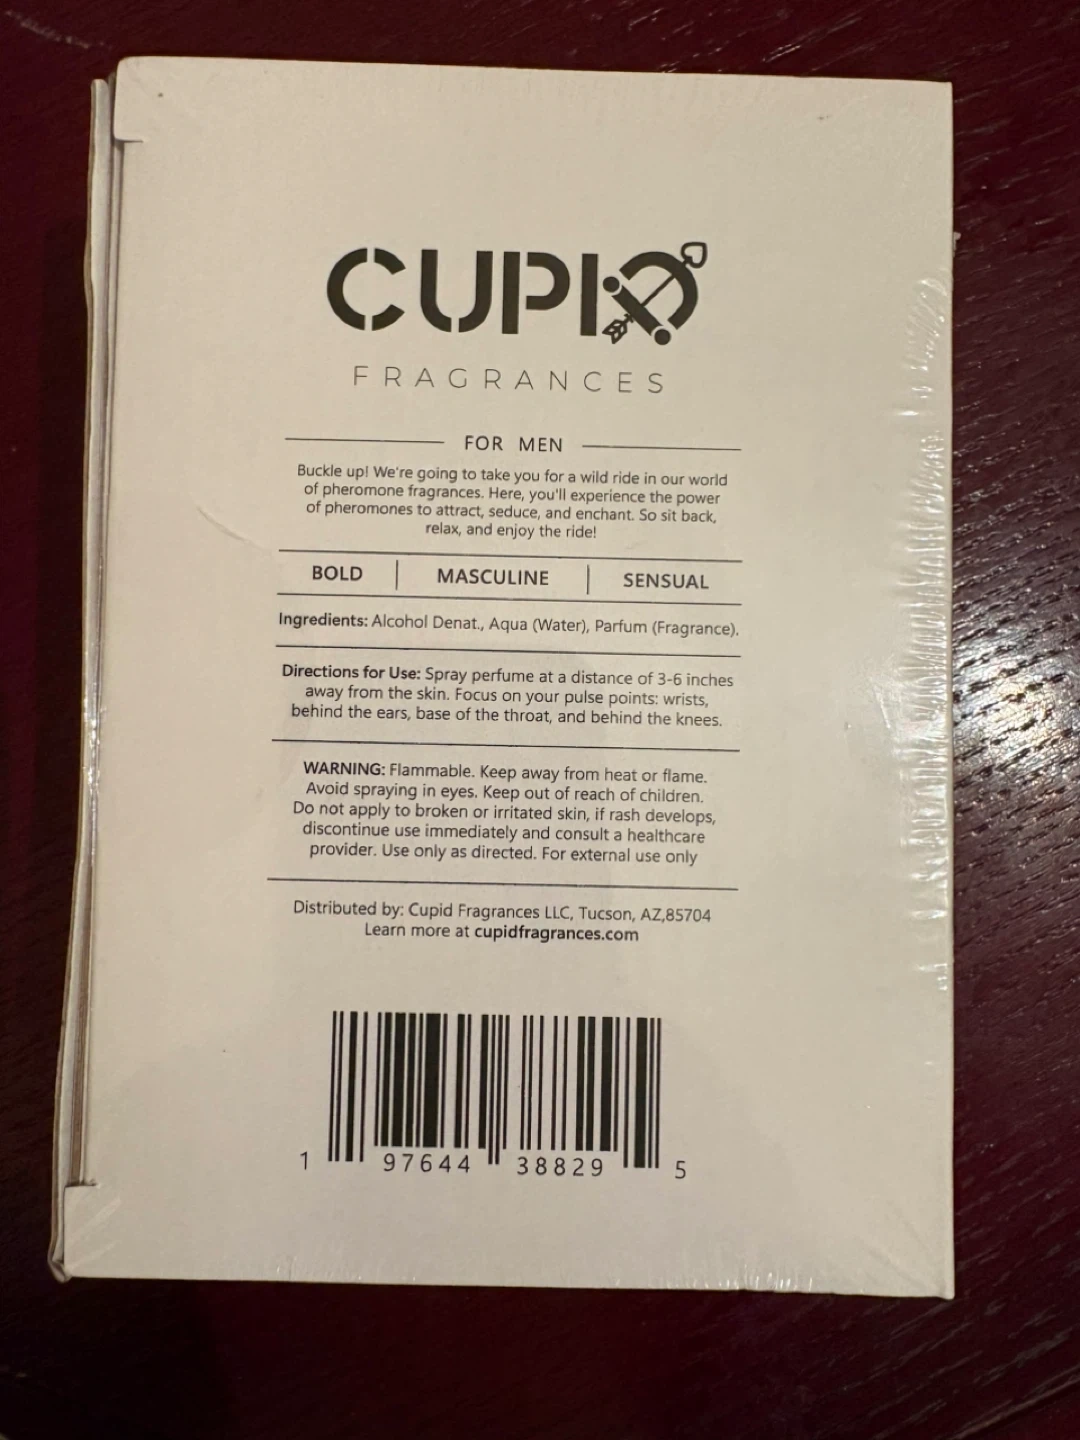 CUPID
FRAGRANCES
FOR MEN
Buckle up! We're going to take you for a wild ride in our world
of pheromone fragrances. Here, you'll experience the power
of pheromones to attract, seduce, and enchant. So sit back,
relax, and enjoy the ride!
BOLD | MASCULINE | SENSUAL
Ingredients: Alcohol Denat., Aqua (Water), Parfum (Fragrance).
Directions for Use: Spray perfume at a distance of 3-6 inches
away from the skin. Focus on your pulse points: wrists,
behind the ears, base of the throat, and behind the knees.
WARNING: Flammable. Keep away from heat or flame.
Avoid spraying in eyes. Keep out of reach of children.
Do not apply to broken or irritated skin, if rash develops,
discontinue use immediately and consult a healthcare
provider. Use only as directed. For external use only
Distributed by: Cupid Fragrances LLC, Tucson, AZ,85704
Learn more at cupidfragrances.com
1 97644 38829 5